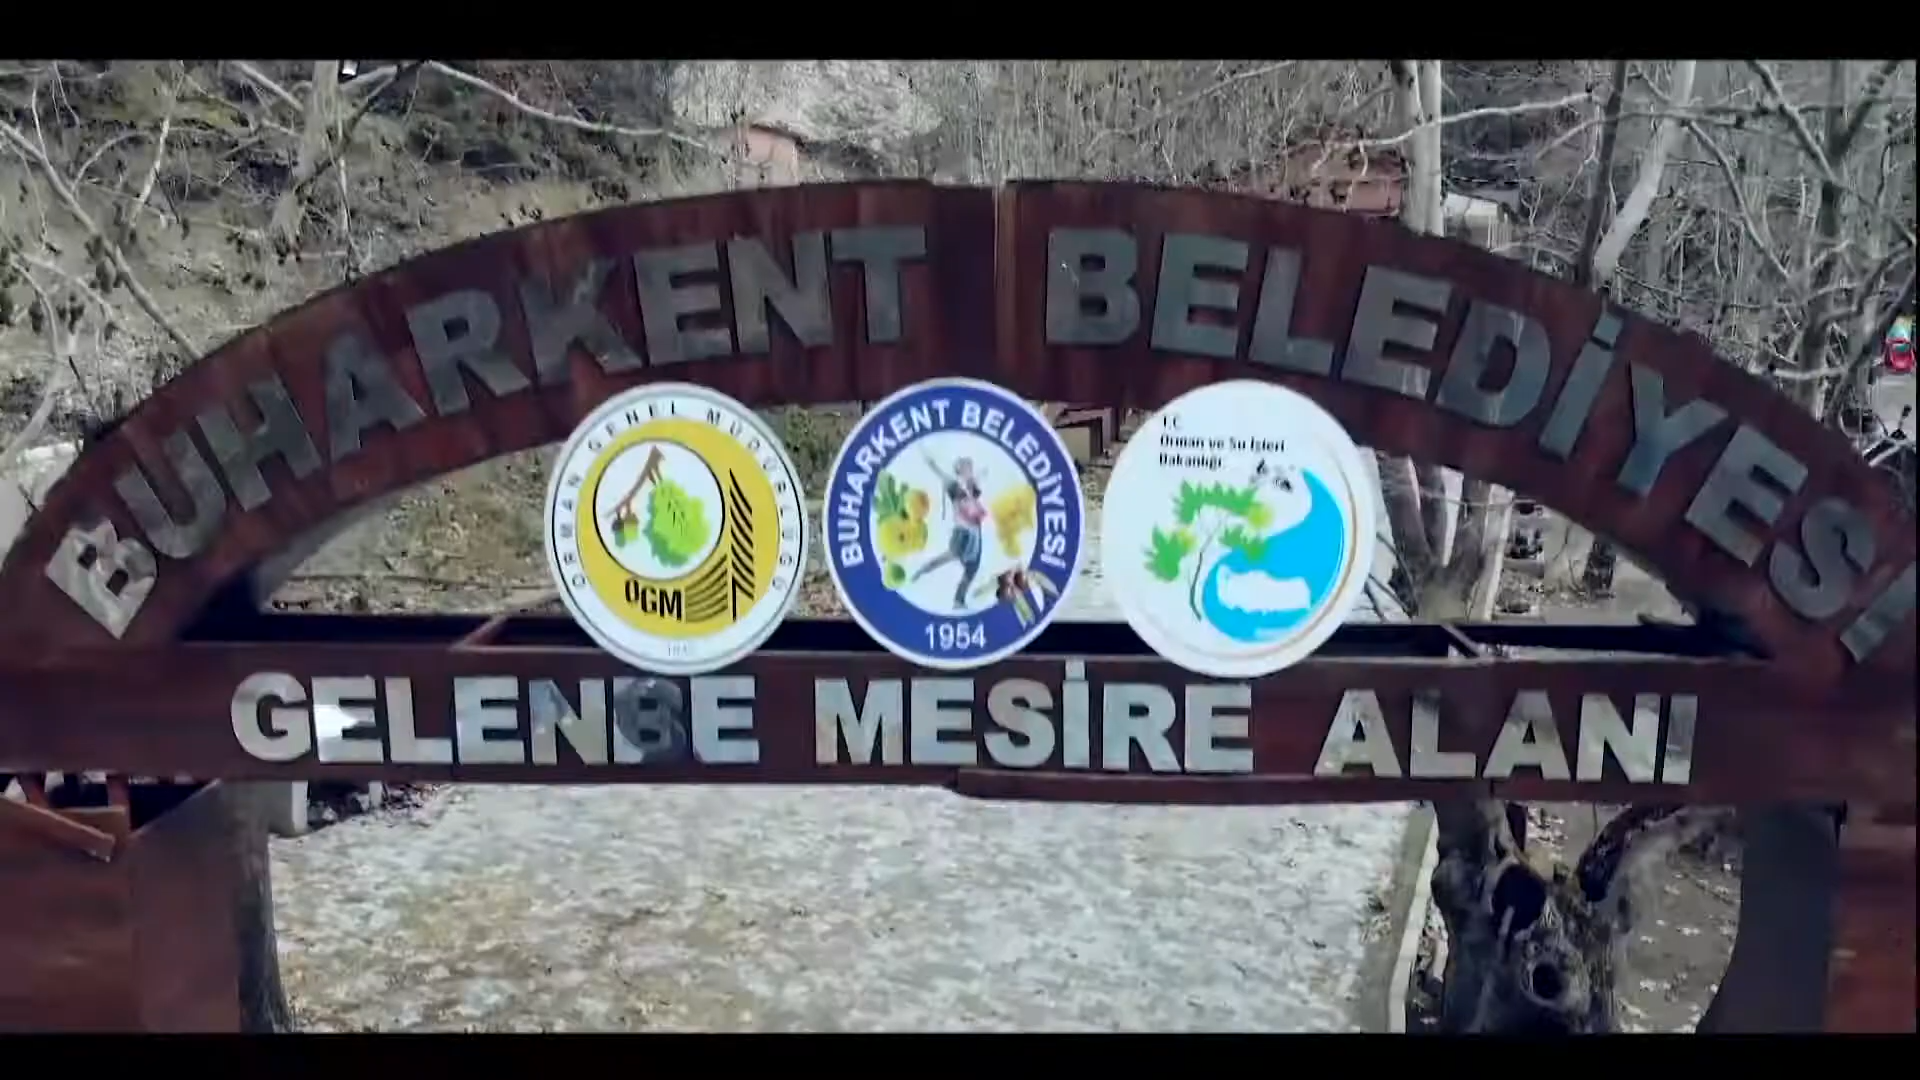 BUHARKENT BELEDİYESİ
ORMAN GENEL MÜDÜRLÜĞÜ
OGM
BUHARKENT BELEDİYESİ
1954
T.C.
Orman ve Su İşleri
Bakanlığı
GELENBE MESİRE ALANI